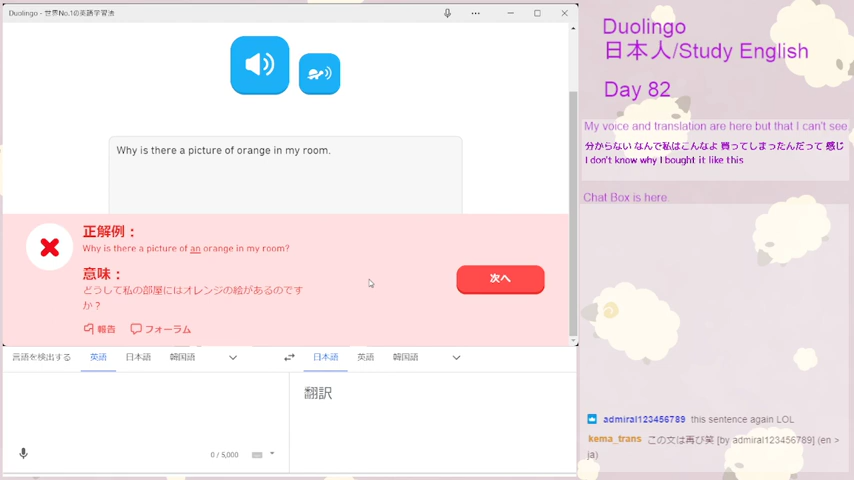 Duolingo - 世界No.1の英語学習法
Why is there a picture of orange in my room.
正解例：
Why is there a picture of an orange in my room?
意味：
どうして私の部屋にはオレンジの絵があるのです
か？
次へ
報告 フォーラム
言語を検出する 英語 日本語 韓国語
日本語 英語 韓国語
翻訳
0 / 5,000
Duolingo
日本人/Study English
Day 82
My voice and translation are here but that I can't see
分からない なんで私はこんなよ 買ってしまったんだって 感じ
I don't know why I bought it like this
Chat Box is here.
admiral123456789 this sentence again LOL
kema_trans この文は再び笑 [by admiral123456789] (en >
ja)